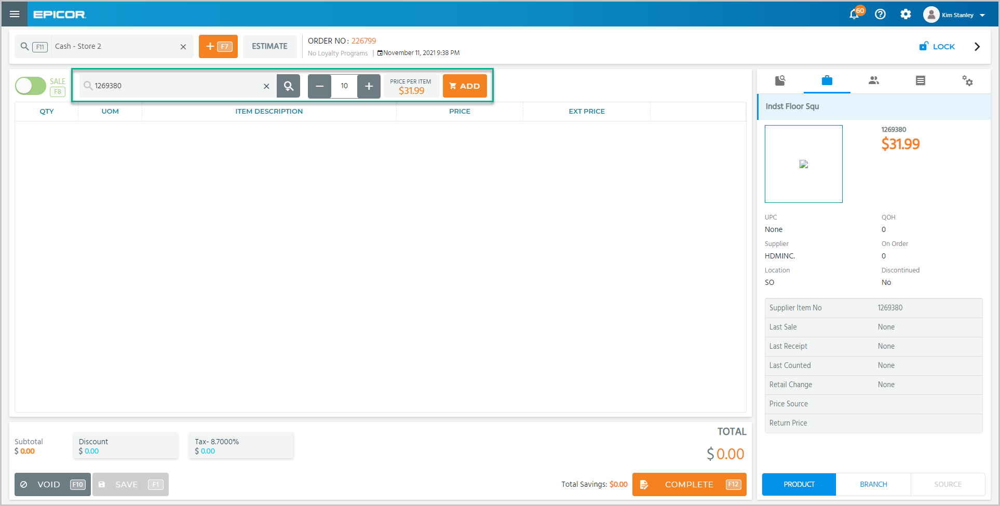 EPICOR
60
Kim Stanley
F11
Cash - Store 2
F7
ESTIMATE
ORDER NO: 226799
No Loyalty Programs | November 11, 2021 9:38 PM
LOCK
SALE
F8
1269380
10
PRICE PER ITEM
$31.99
ADD
QTY UOM ITEM DESCRIPTION PRICE EXT PRICE
Subtotal
$ 0.00
Discount
$ 0.00
Tax- 8.7000%
$ 0.00
TOTAL
$ 0.00
VOID F10
SAVE F1
Total Savings: $0.00
COMPLETE F12
Indst Floor Squ
1269380
$31.99
UPC QOH
None 0
Supplier On Order
HDMINC. 0
Location Discontinued
SO No
Supplier Item No 1269380
Last Sale None
Last Receipt None
Last Counted None
Retail Change None
Price Source
Return Price
PRODUCT BRANCH SOURCE